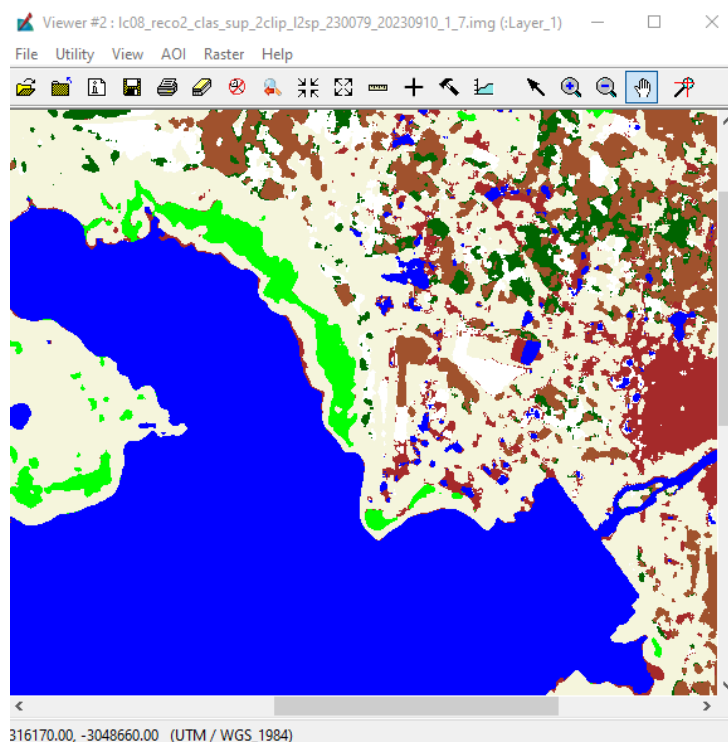 Viewer #2 : lc08_reco2_clas_sup_2clip_l2sp_230079_20230910_1_7.img (:Layer_1)
File Utility View AOI Raster Help
316170.00, -3048660.00 (UTM / WGS_1984)